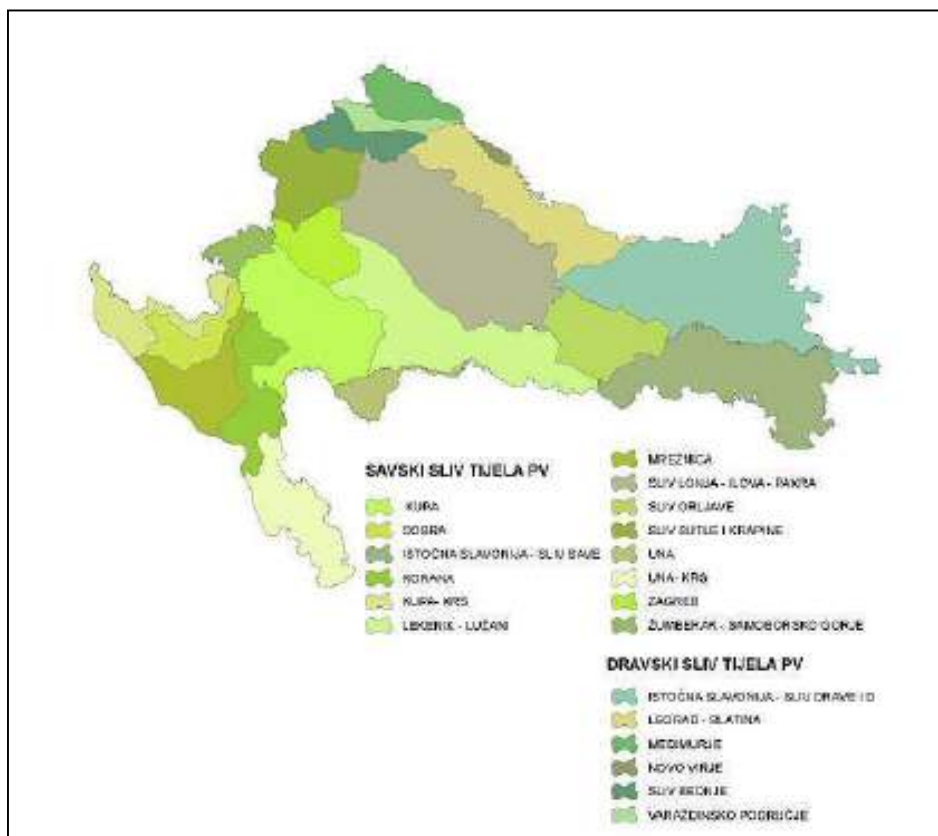 SAVSKI SLIV TIJELA PV
KUPA
DOBRA
ISTOČNA SLAVONIJA - SLIV SAVE
KORANA
KUPA- KRŠ
LEKENIK - LUŽANI
MREŽNICA
SLIV LONJA - ILOVA - PAKRA
SLIV ORLJAVE
SLIV SUTLE I KRAPINE
UNA
UNA- KRŠ
ZAGREB
ŽUMBERAK - SAMOBORSKO GORJE
DRAVSKI SLIV TIJELA PV
ISTOČNA SLAVONIJA - SLIV DRAVE I D
LEGRAD - SLATINA
MEĐIMURJE
NOVO VIRJE
SLIV BEDNJE
VARAŽDINSKO PODRUČJE